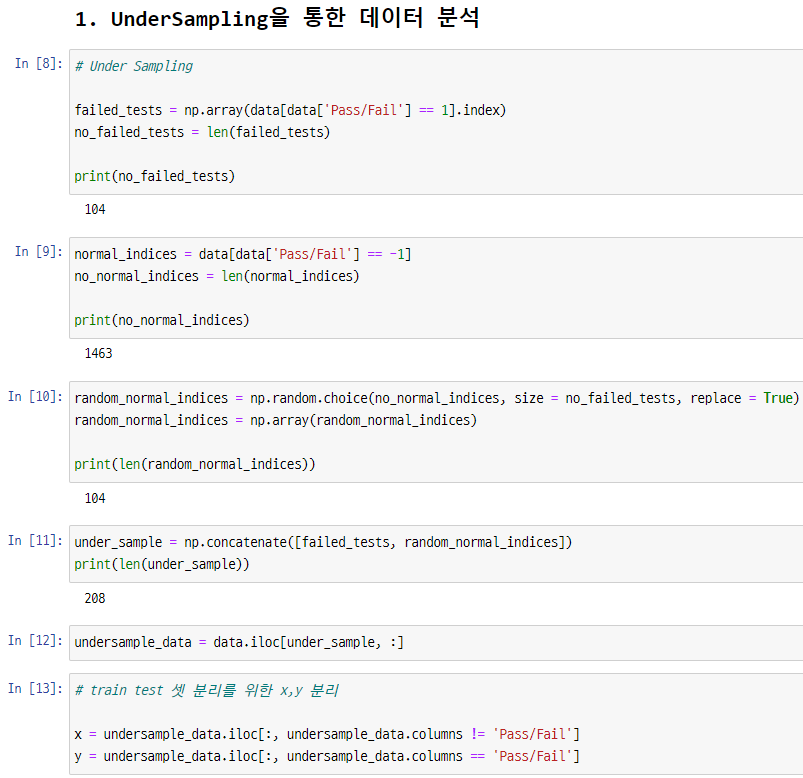 1. UnderSampling을 통한 데이터 분석
In [8]:
# Under Sampling
failed_tests = np.array(data[data['Pass/Fail'] == 1].index)
no_failed_tests = len(failed_tests)
print(no_failed_tests)
104
In [9]:
normal_indices = data[data['Pass/Fail'] == -1]
no_normal_indices = len(normal_indices)
print(no_normal_indices)
1463
In [10]:
random_normal_indices = np.random.choice(no_normal_indices, size = no_failed_tests, replace = True)
random_normal_indices = np.array(random_normal_indices)
print(len(random_normal_indices))
104
In [11]:
under_sample = np.concatenate([failed_tests, random_normal_indices])
print(len(under_sample))
208
In [12]:
undersample_data = data.iloc[under_sample, :]
In [13]:
# train test 셋 분리를 위한 x,y 분리
x = undersample_data.iloc[:, undersample_data.columns != 'Pass/Fail']
y = undersample_data.iloc[:, undersample_data.columns == 'Pass/Fail']